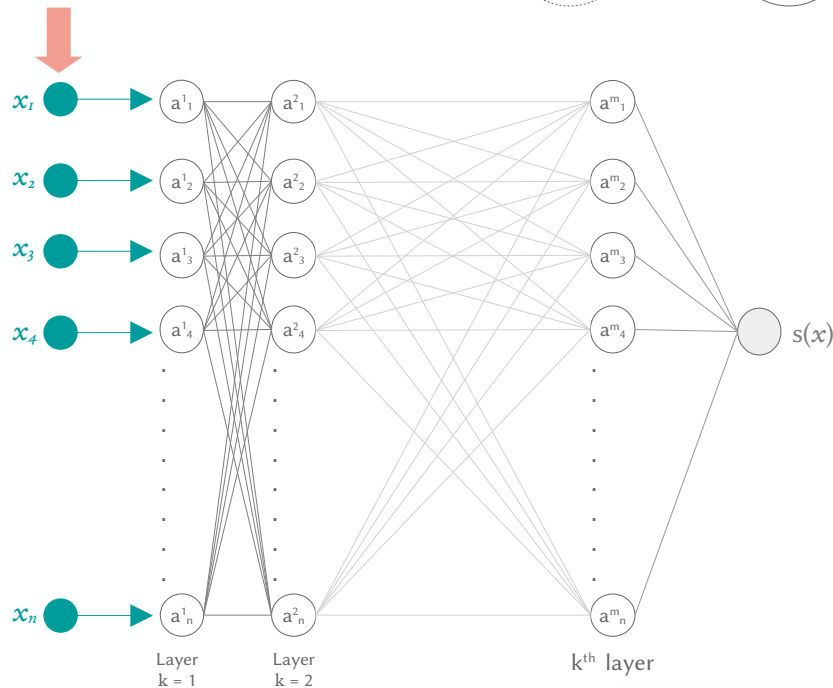 x₁ a¹₁ a²₁ aᵐ₁
x₂ a¹₂ a²₂ aᵐ₂
x₃ a¹₃ a²₃ aᵐ₃
x₄ a¹₄ a²₄ aᵐ₄
s(x)
xₙ a¹ₙ a²ₙ aᵐₙ
Layer
k = 1
Layer
k = 2
kᵗʰ layer